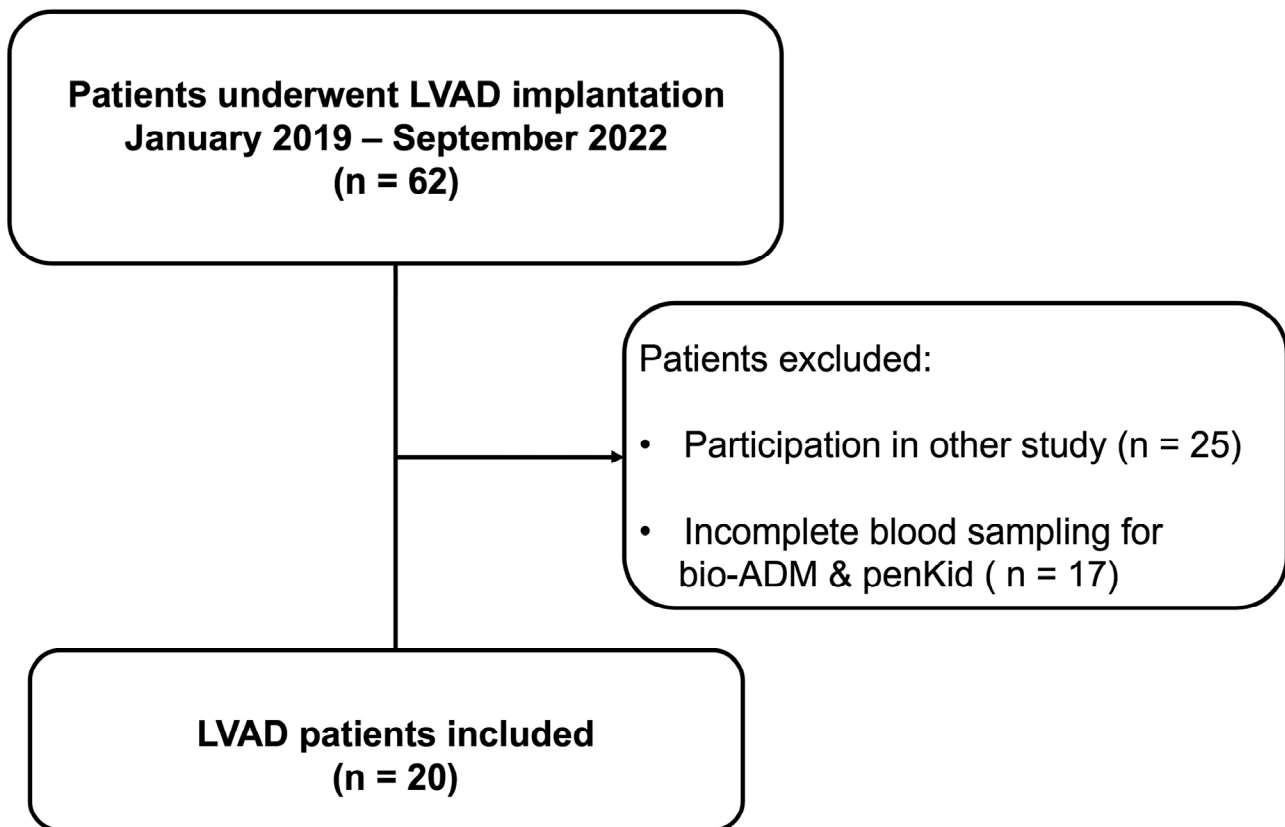 Patients underwent LVAD implantation
January 2019 – September 2022
(n = 62)
Patients excluded:
• Participation in other study (n = 25)
• Incomplete blood sampling for
bio-ADM & penKid ( n = 17)
LVAD patients included
(n = 20)